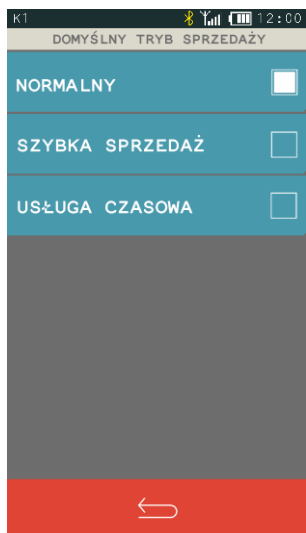 K1 12:00
DOMYŚLNY TRYB SPRZEDAŻY
NORMALNY
SZYBKA SPRZEDAŻ
USŁUGA CZASOWA